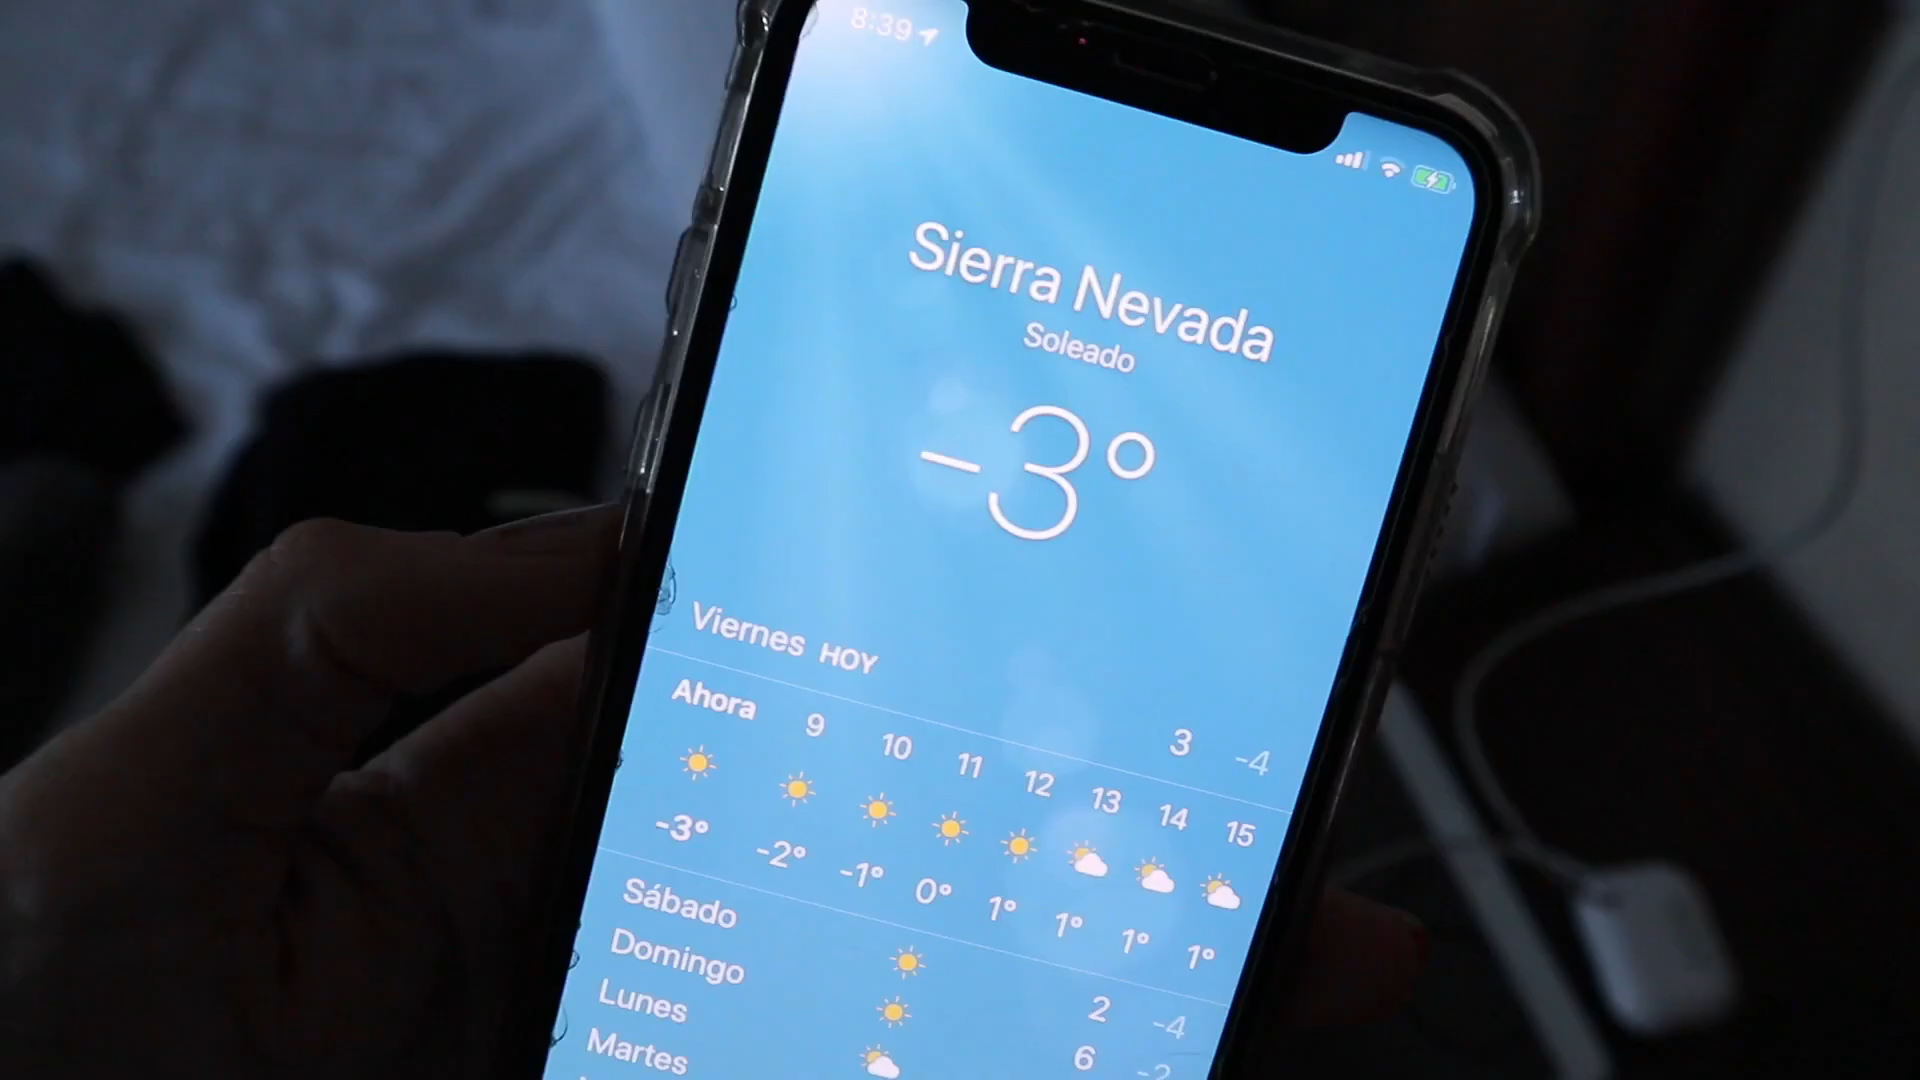 8:39
Sierra Nevada
Soleado
-3°
Viernes HOY 3 -4
Ahora 9 10 11 12 13 14 15
-3° -2° -1° 0° 1° 1° 1° 1°
Sábado 2 -4
Domingo 6 -2
Lunes
Martes